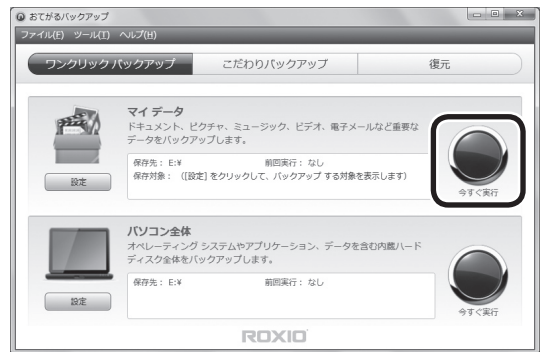 おてがるバックアップ
ファイル(F) ツール(T) ヘルプ(H)
ワンクリック バックアップ こだわりバックアップ 復元
マイ データ
ドキュメント、ピクチャ、ミュージック、ビデオ、電子メールなど重要な
データをバックアップします。
保存先： E:¥ 前回実行： なし
保存対象： （[設定] をクリックして、バックアップ する対象を表示します）
設定
今すぐ実行
パソコン全体
オペレーティング システムやアプリケーション、データを含む内蔵ハード
ディスク全体をバックアップします。
保存先： E:¥ 前回実行： なし
設定
今すぐ実行
ROXIO